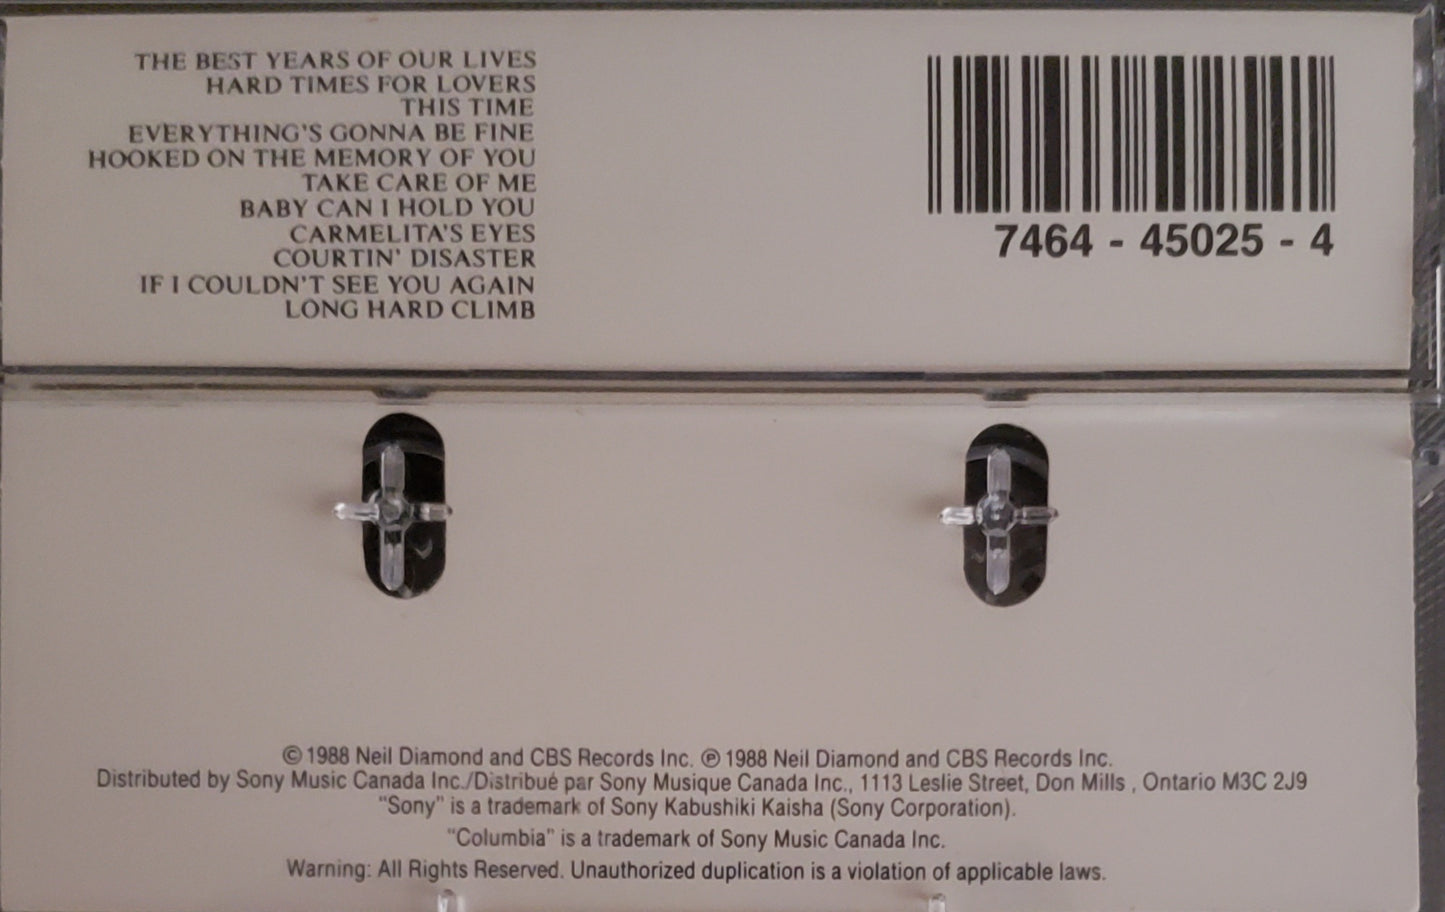 THE BEST YEARS OF OUR LIVES
HARD TIMES FOR LOVERS
THIS TIME
EVERYTHING'S GONNA BE FINE
HOOKED ON THE MEMORY OF YOU
TAKE CARE OF ME
BABY CAN I HOLD YOU
CARMELITA'S EYES
COURTIN' DISASTER
IF I COULDN'T SEE YOU AGAIN
LONG HARD CLIMB
7464 - 45025 - 4
© 1988 Neil Diamond and CBS Records Inc. ℗ 1988 Neil Diamond and CBS Records Inc.
Distributed by Sony Music Canada Inc./Distribué par Sony Musique Canada Inc., 1113 Leslie Street, Don Mills , Ontario M3C 2J9
"Sony" is a trademark of Sony Kabushiki Kaisha (Sony Corporation).
"Columbia" is a trademark of Sony Music Canada Inc.
Warning: All Rights Reserved. Unauthorized duplication is a violation of applicable laws.